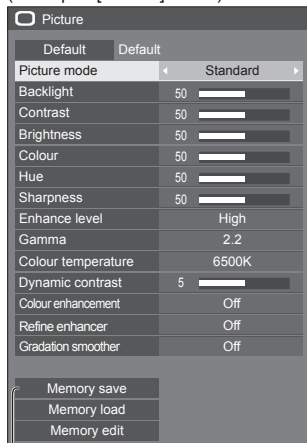 Picture
Default Default
Picture mode Standard
Backlight 50
Contrast 50
Brightness 50
Colour 50
Hue 50
Sharpness 50
Enhance level High
Gamma 2.2
Colour temperature 6500K
Dynamic contrast 5
Colour enhancement Off
Refine enhancer Off
Gradation smoother Off
Memory save
Memory load
Memory edit